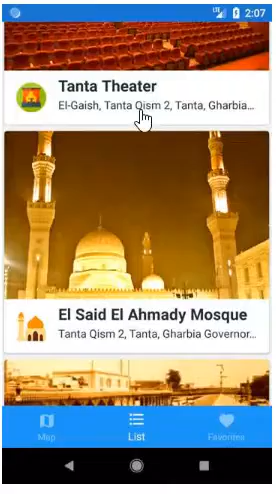 2:07
Tanta Theater
El-Gaish, Tanta Qism 2, Tanta, Gharbia...
El Said El Ahmady Mosque
Tanta Qism 2, Tanta, Gharbia Governor...
Map
List
Favorites